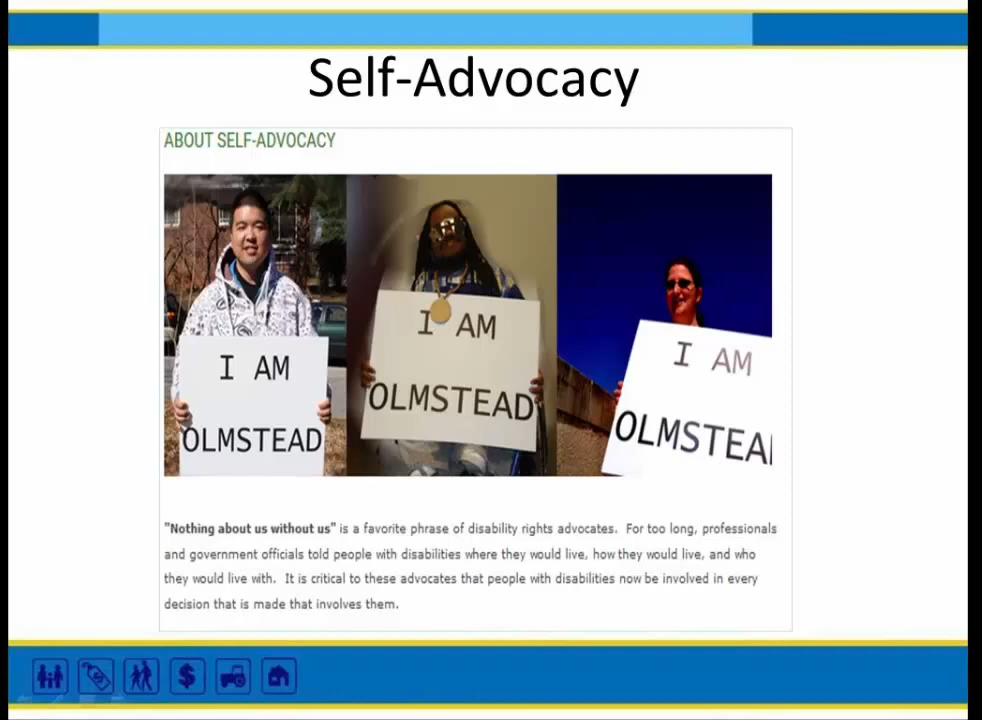 Self-Advocacy
ABOUT SELF-ADVOCACY
I AM
OLMSTEAD
I AM
OLMSTEAD
I AM
OLMSTEA
"Nothing about us without us" is a favorite phrase of disability rights advocates. For too long, professionals
and government officials told people with disabilities where they would live, how they would live, and who
they would live with. It is critical to these advocates that people with disabilities now be involved in every
decision that is made that involves them.
$